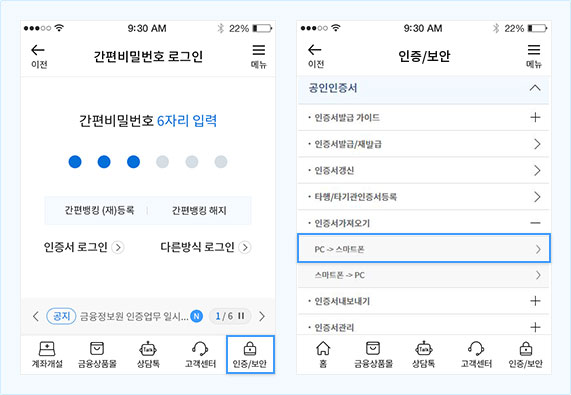 9:30 AM
22%
이전
간편비밀번호 로그인
메뉴
간편비밀번호 6자리 입력
간편뱅킹 (재)등록
간편뱅킹 해지
인증서 로그인
다른방식 로그인
공지 금융정보원 인증업무 일시... N 1 / 6
계좌개설
금융상품몰
Talk
상담톡
고객센터
인증/보안
9:30 AM
22%
이전
인증/보안
메뉴
공인인증서
· 인증서발급 가이드
· 인증서발급/재발급
· 인증서갱신
· 타행/타기관인증서등록
· 인증서가져오기
PC -> 스마트폰
스마트폰 -> PC
· 인증서내보내기
· 인증서관리
홈
금융상품몰
Talk
상담톡
고객센터
인증/보안